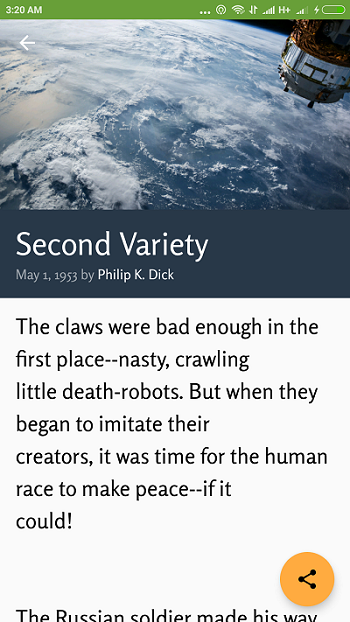 3:20 AM
... H+
Second Variety
May 1, 1953 by Philip K. Dick
The claws were bad enough in the
first place--nasty, crawling
little death-robots. But when they
began to imitate their
creators, it was time for the human
race to make peace--if it
could!
The Russian soldier made his way